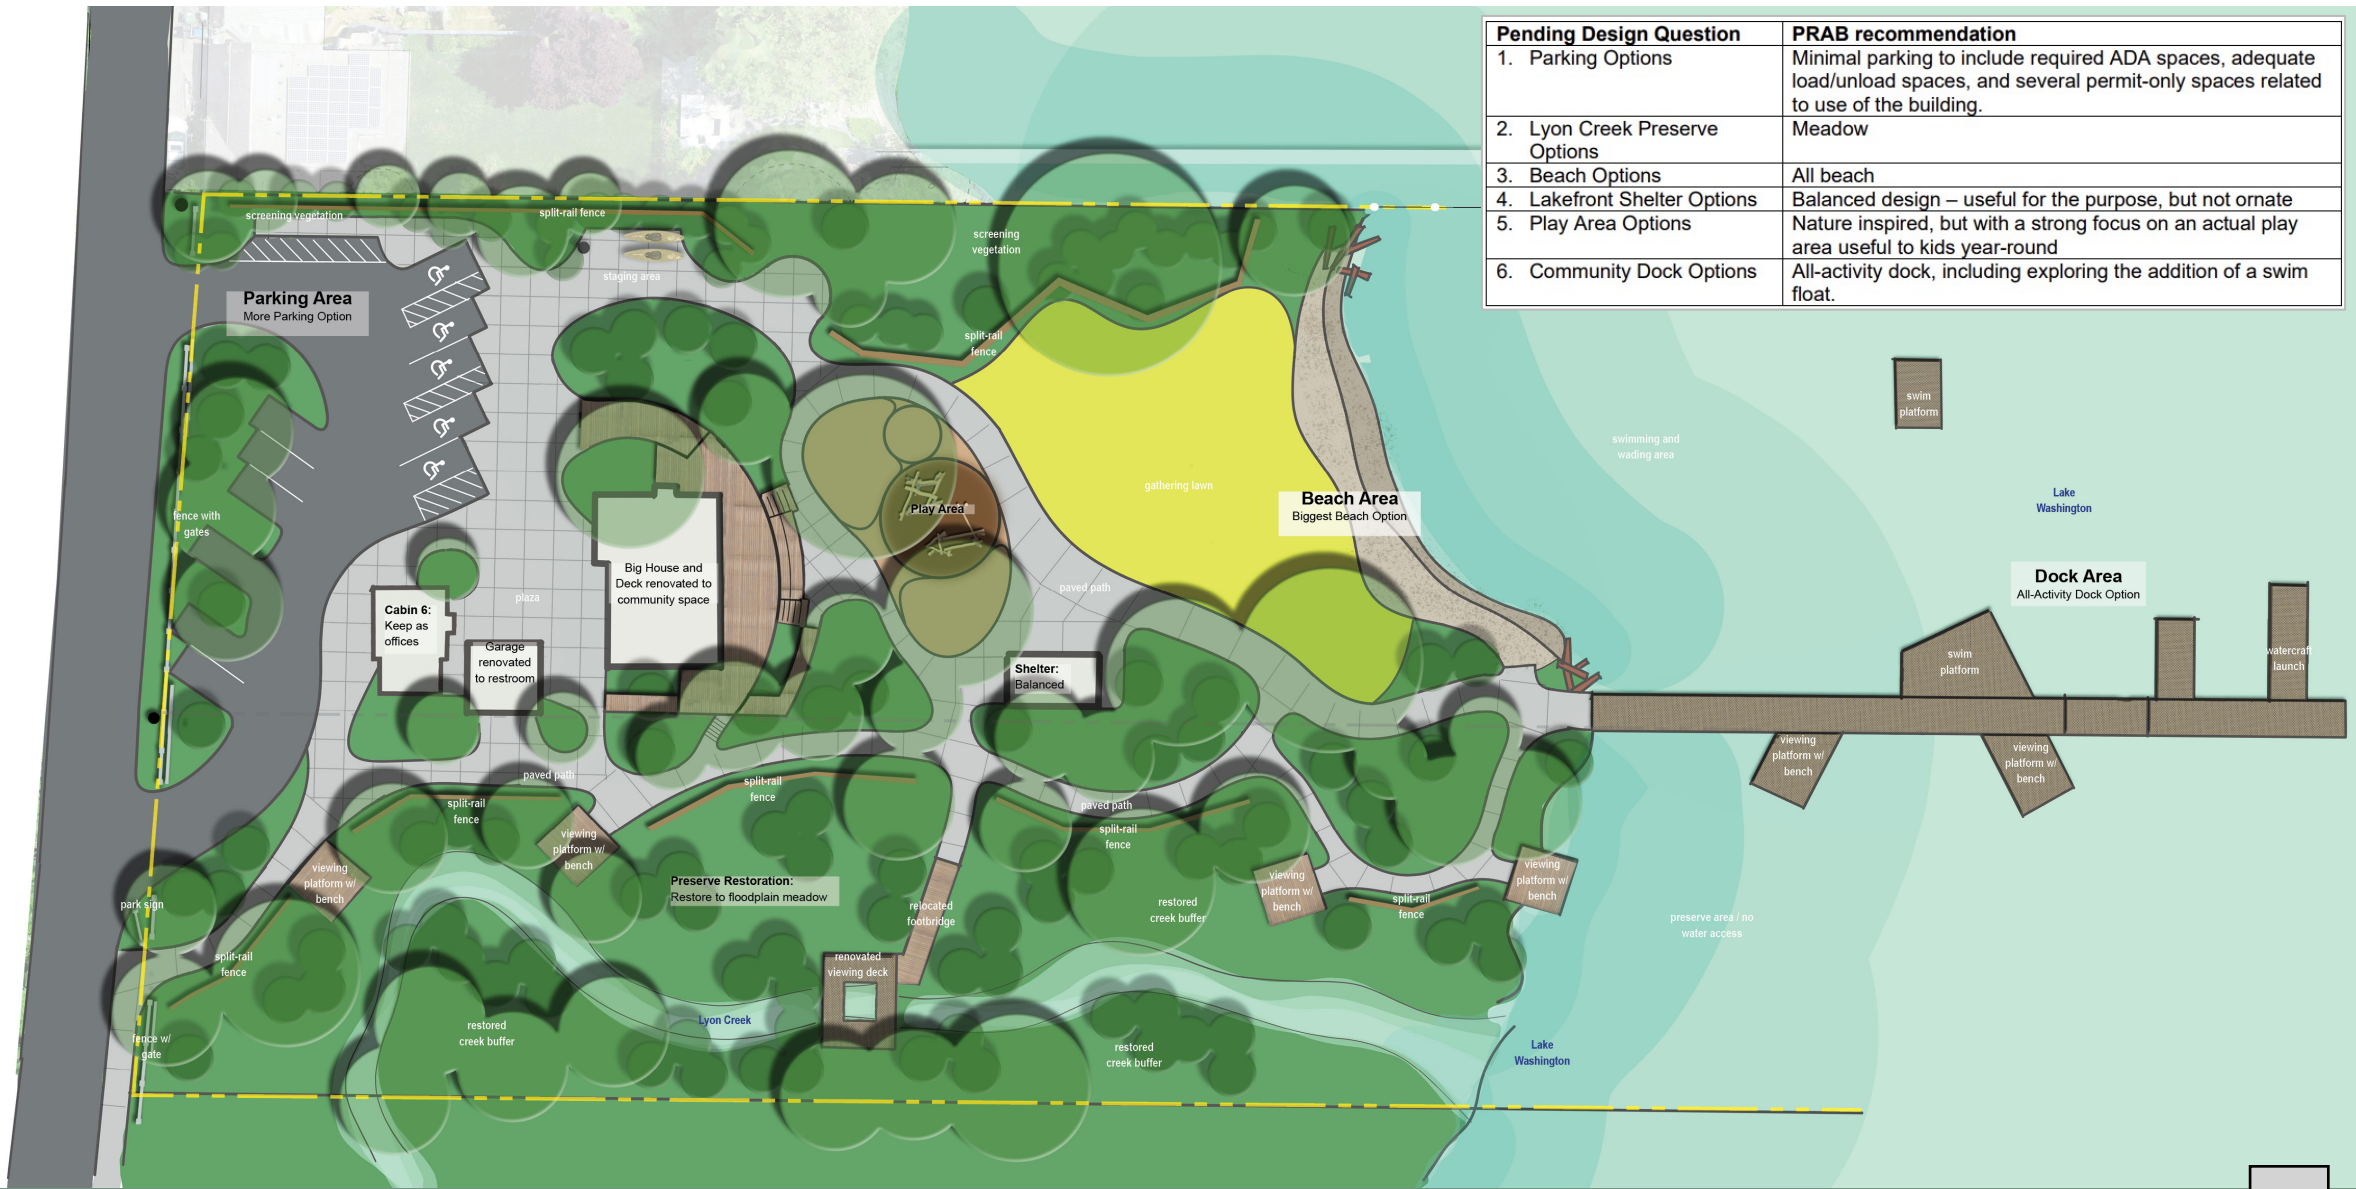 Pending Design Question PRAB recommendation
1. Parking Options Minimal parking to include required ADA spaces, adequate
load/unload spaces, and several permit-only spaces related
to use of the building.
2. Lyon Creek Preserve Meadow
Options
3. Beach Options All beach
4. Lakefront Shelter Options Balanced design – useful for the purpose, but not ornate
5. Play Area Options Nature inspired, but with a strong focus on an actual play
area useful to kids year-round
6. Community Dock Options All-activity dock, including exploring the addition of a swim
float.
screening vegetation
split-rail fence
screening
vegetation
staging area
Parking Area
More Parking Option
split-rail
fence
swim
platform
swimming and
wading area
gathering lawn
Beach Area
Biggest Beach Option
Lake
Washington
fence with
gates
Play Area
Big House and
Deck renovated to
community space
plaza
paved path
Dock Area
All-Activity Dock Option
Cabin 6:
Keep as
offices
Garage
renovated
to restroom
Shelter:
Balanced
swim
platform
watercraft
launch
viewing
platform w/
bench
viewing
platform w/
bench
paved path
split-rail
fence
split-rail
fence
paved path
split-rail
fence
viewing
platform w/
bench
viewing
platform w/
bench
viewing
platform w/
bench
viewing
platform w/
bench
Preserve Restoration:
Restore to floodplain meadow
park sign
relocated
footbridge
restored
creek buffer
split-rail
fence
preserve area / no
water access
split-rail
fence
renovated
viewing deck
Lyon Creek
restored
creek buffer
fence w/
gate
restored
creek buffer
Lake
Washington